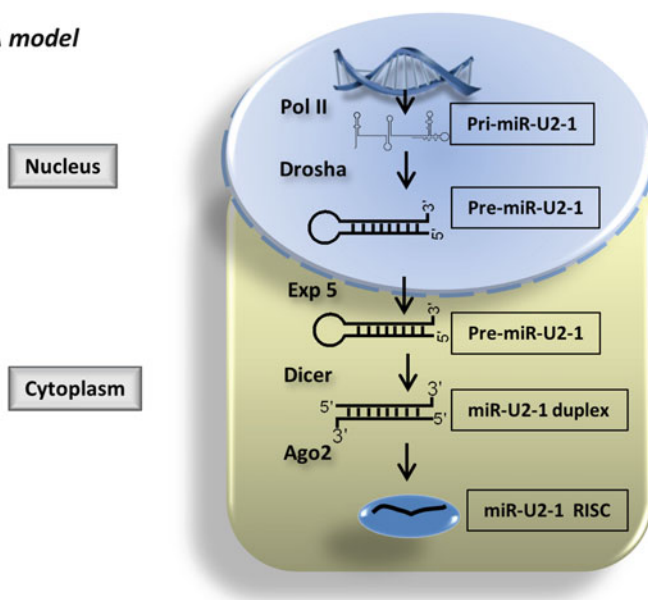 model
Pol II
Pri-miR-U2-1
Nucleus
Drosha
Pre-miR-U2-1
3'
5'
Exp 5
3'
Pre-miR-U2-1
5'
Cytoplasm
Dicer
3'
5'
miR-U2-1 duplex
5'
3'
Ago2
miR-U2-1 RISC